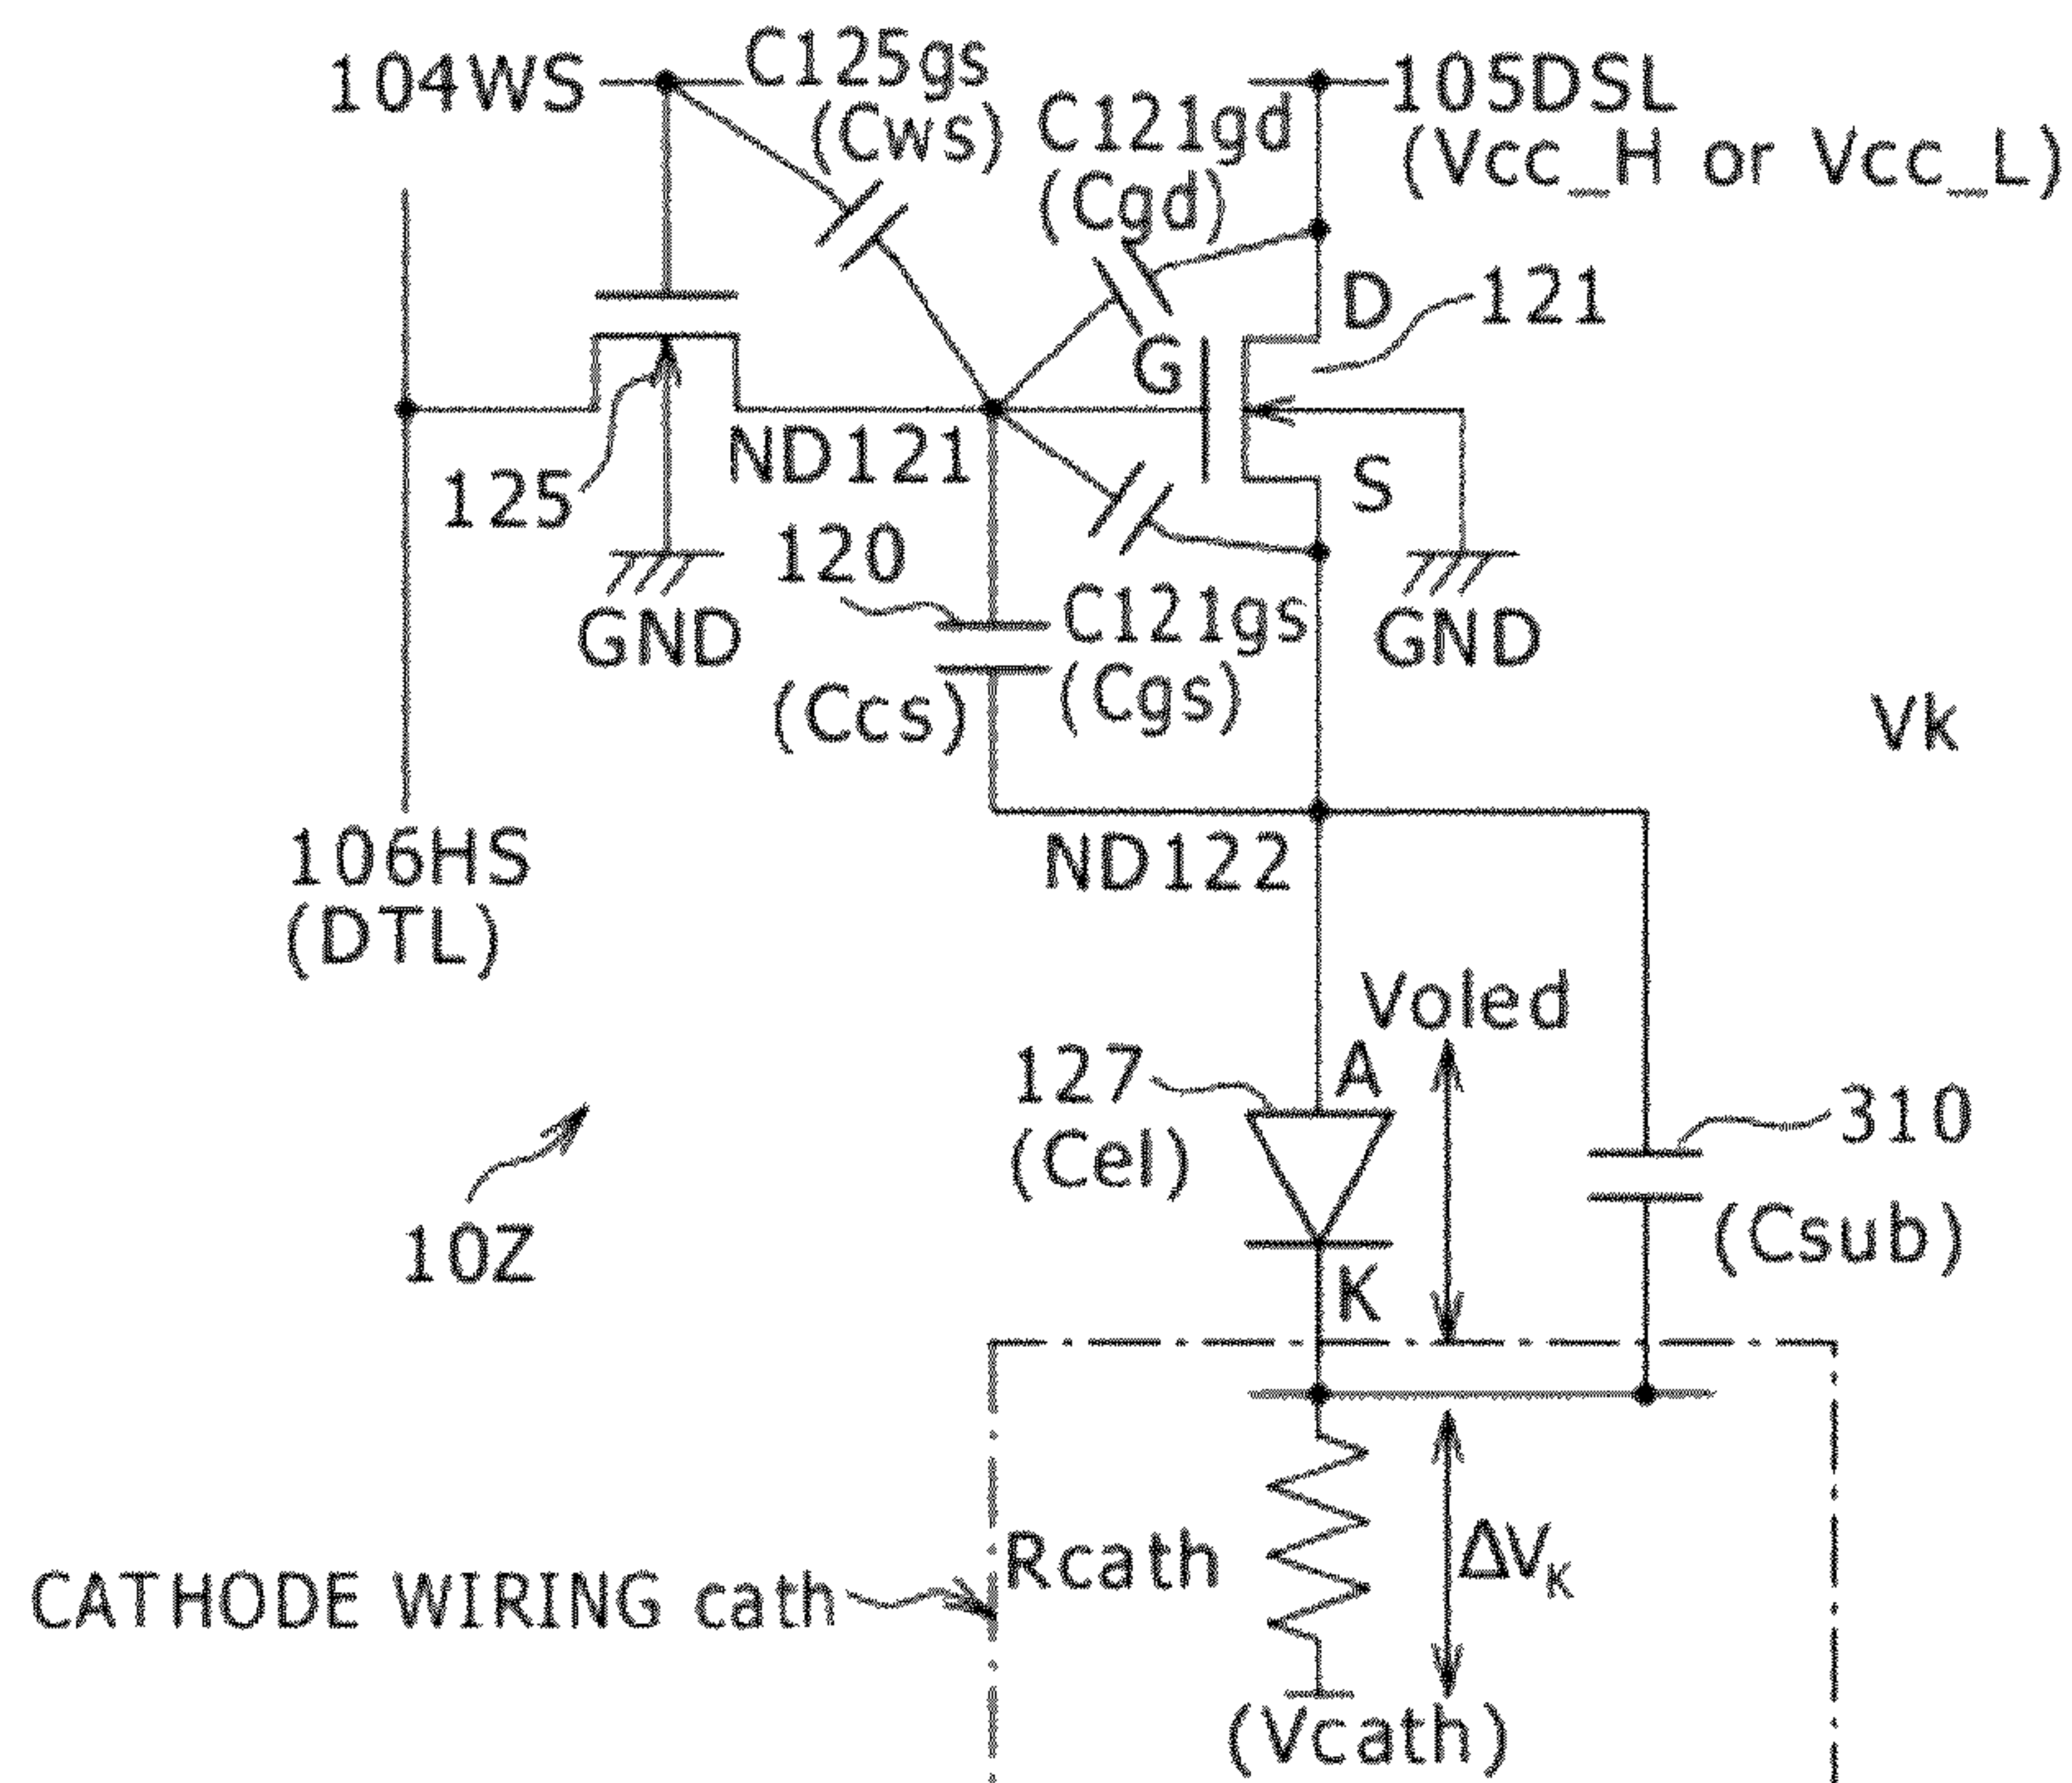 104WS
C125gs
(Cws)
C121gd
(Cgd)
105DSL
(Vcc_H or Vcc_L)
D
121
G
ND121
S
125
120
GND
C121gs
(Cgs)
GND
(Ccs)
Vk
106HS
(DTL)
ND122
Voled
127
(Cel)
A
310
(Csub)
10Z
K
CATHODE WIRING cath
Rcath
ΔVK
(Vcath)